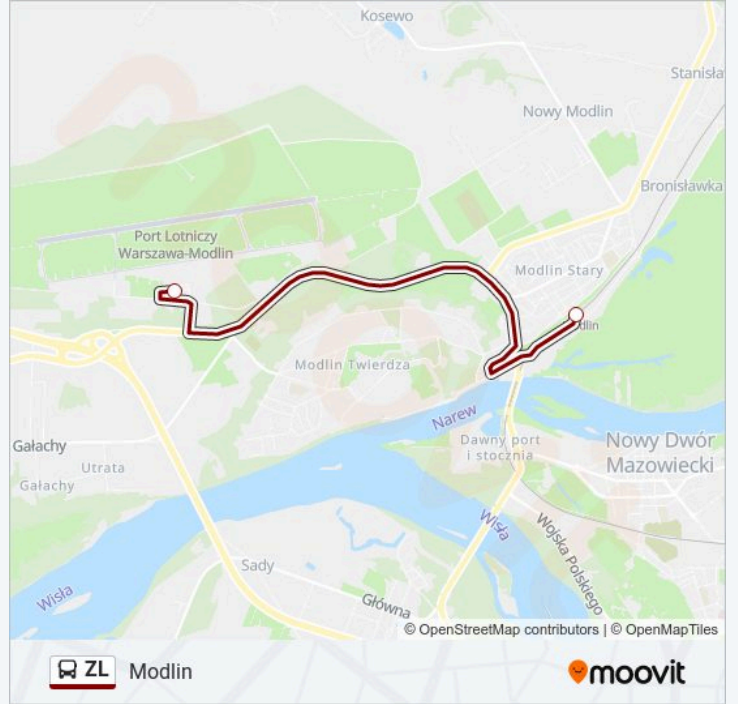 Kosewo
Stanisła
Nowy Modlin
Bronisławka
Port Lotniczy
Warszawa-Modlin
Modlin Stary
dlin
Modlin Twierdza
Narew
Gałachy
Dawny port
i stocznia
Nowy Dwór
Mazowiecki
Utrata
Gałachy
Wisła
Wojska Polskiego
Sady
Wisła
Główna
© OpenStreetMap contributors | © OpenMapTiles
ZL Modlin
moovit